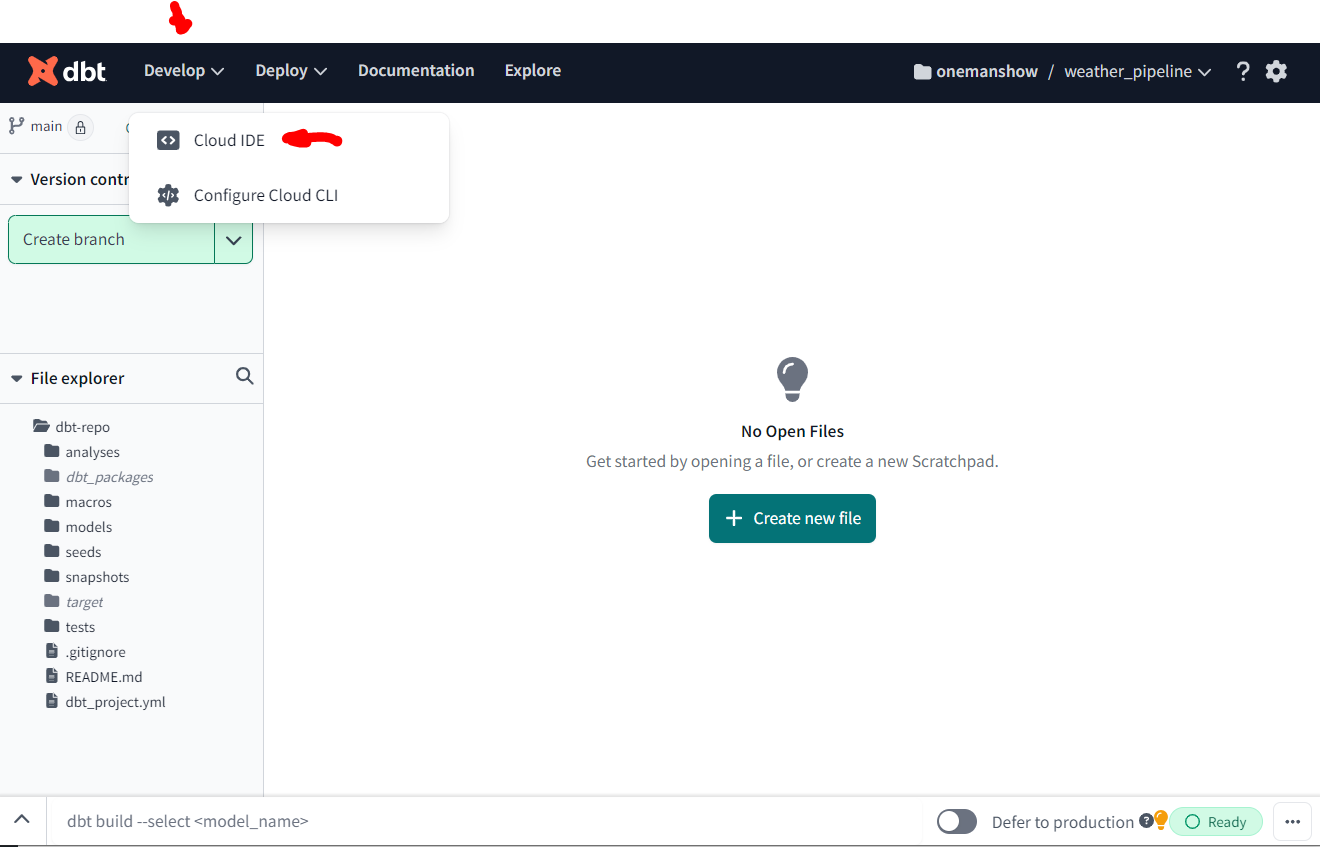 dbt Develop Deploy Documentation Explore onemanshow / weather_pipeline ?
main
Cloud IDE
Version contr
Configure Cloud CLI
Create branch
File explorer
dbt-repo
analyses
dbt_packages
macros
models
seeds
snapshots
target
tests
.gitignore
README.md
dbt_project.yml
No Open Files
Get started by opening a file, or create a new Scratchpad.
+ Create new file
dbt build --select <model_name> Defer to production ? Ready ...